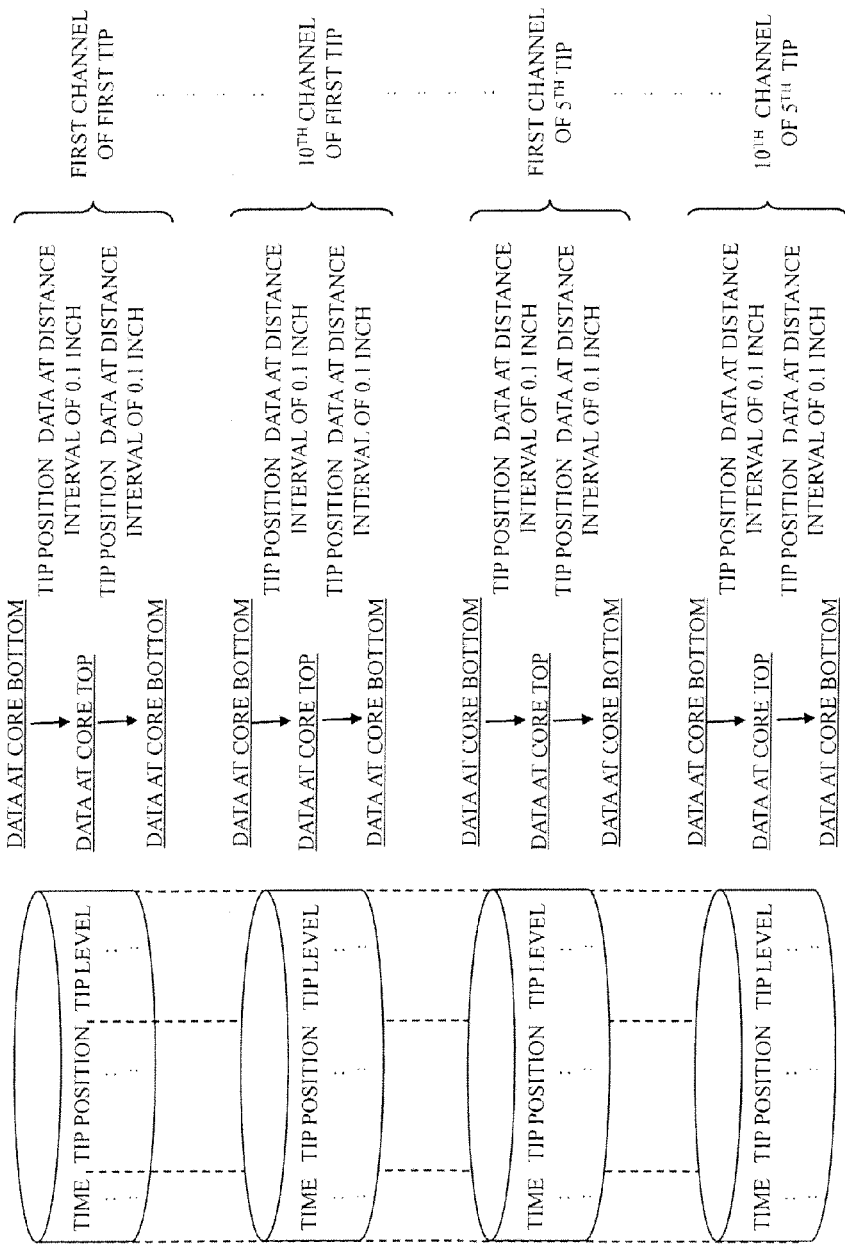 TIME TIP POSITION TIP LEVEL
DATA AT CORE BOTTOM
TIP POSITION DATA AT DISTANCE
INTERVAL OF 0.1 INCH
DATA AT CORE TOP
TIP POSITION DATA AT DISTANCE
INTERVAL OF 0.1 INCH
DATA AT CORE BOTTOM
FIRST CHANNEL
OF FIRST TIP
TIME TIP POSITION TIP LEVEL
DATA AT CORE BOTTOM
TIP POSITION DATA AT DISTANCE
INTERVAL OF 0.1 INCH
DATA AT CORE TOP
TIP POSITION DATA AT DISTANCE
INTERVAL OF 0.1 INCH
DATA AT CORE BOTTOM
10TH CHANNEL
OF FIRST TIP
TIME TIP POSITION TIP LEVEL
DATA AT CORE BOTTOM
TIP POSITION DATA AT DISTANCE
INTERVAL OF 0.1 INCH
DATA AT CORE TOP
TIP POSITION DATA AT DISTANCE
INTERVAL OF 0.1 INCH
DATA AT CORE BOTTOM
FIRST CHANNEL
OF 5TH TIP
TIME TIP POSITION TIP LEVEL
DATA AT CORE BOTTOM
TIP POSITION DATA AT DISTANCE
INTERVAL OF 0.1 INCH
DATA AT CORE TOP
TIP POSITION DATA AT DISTANCE
INTERVAL OF 0.1 INCH
DATA AT CORE BOTTOM
10TH CHANNEL
OF 5TH TIP